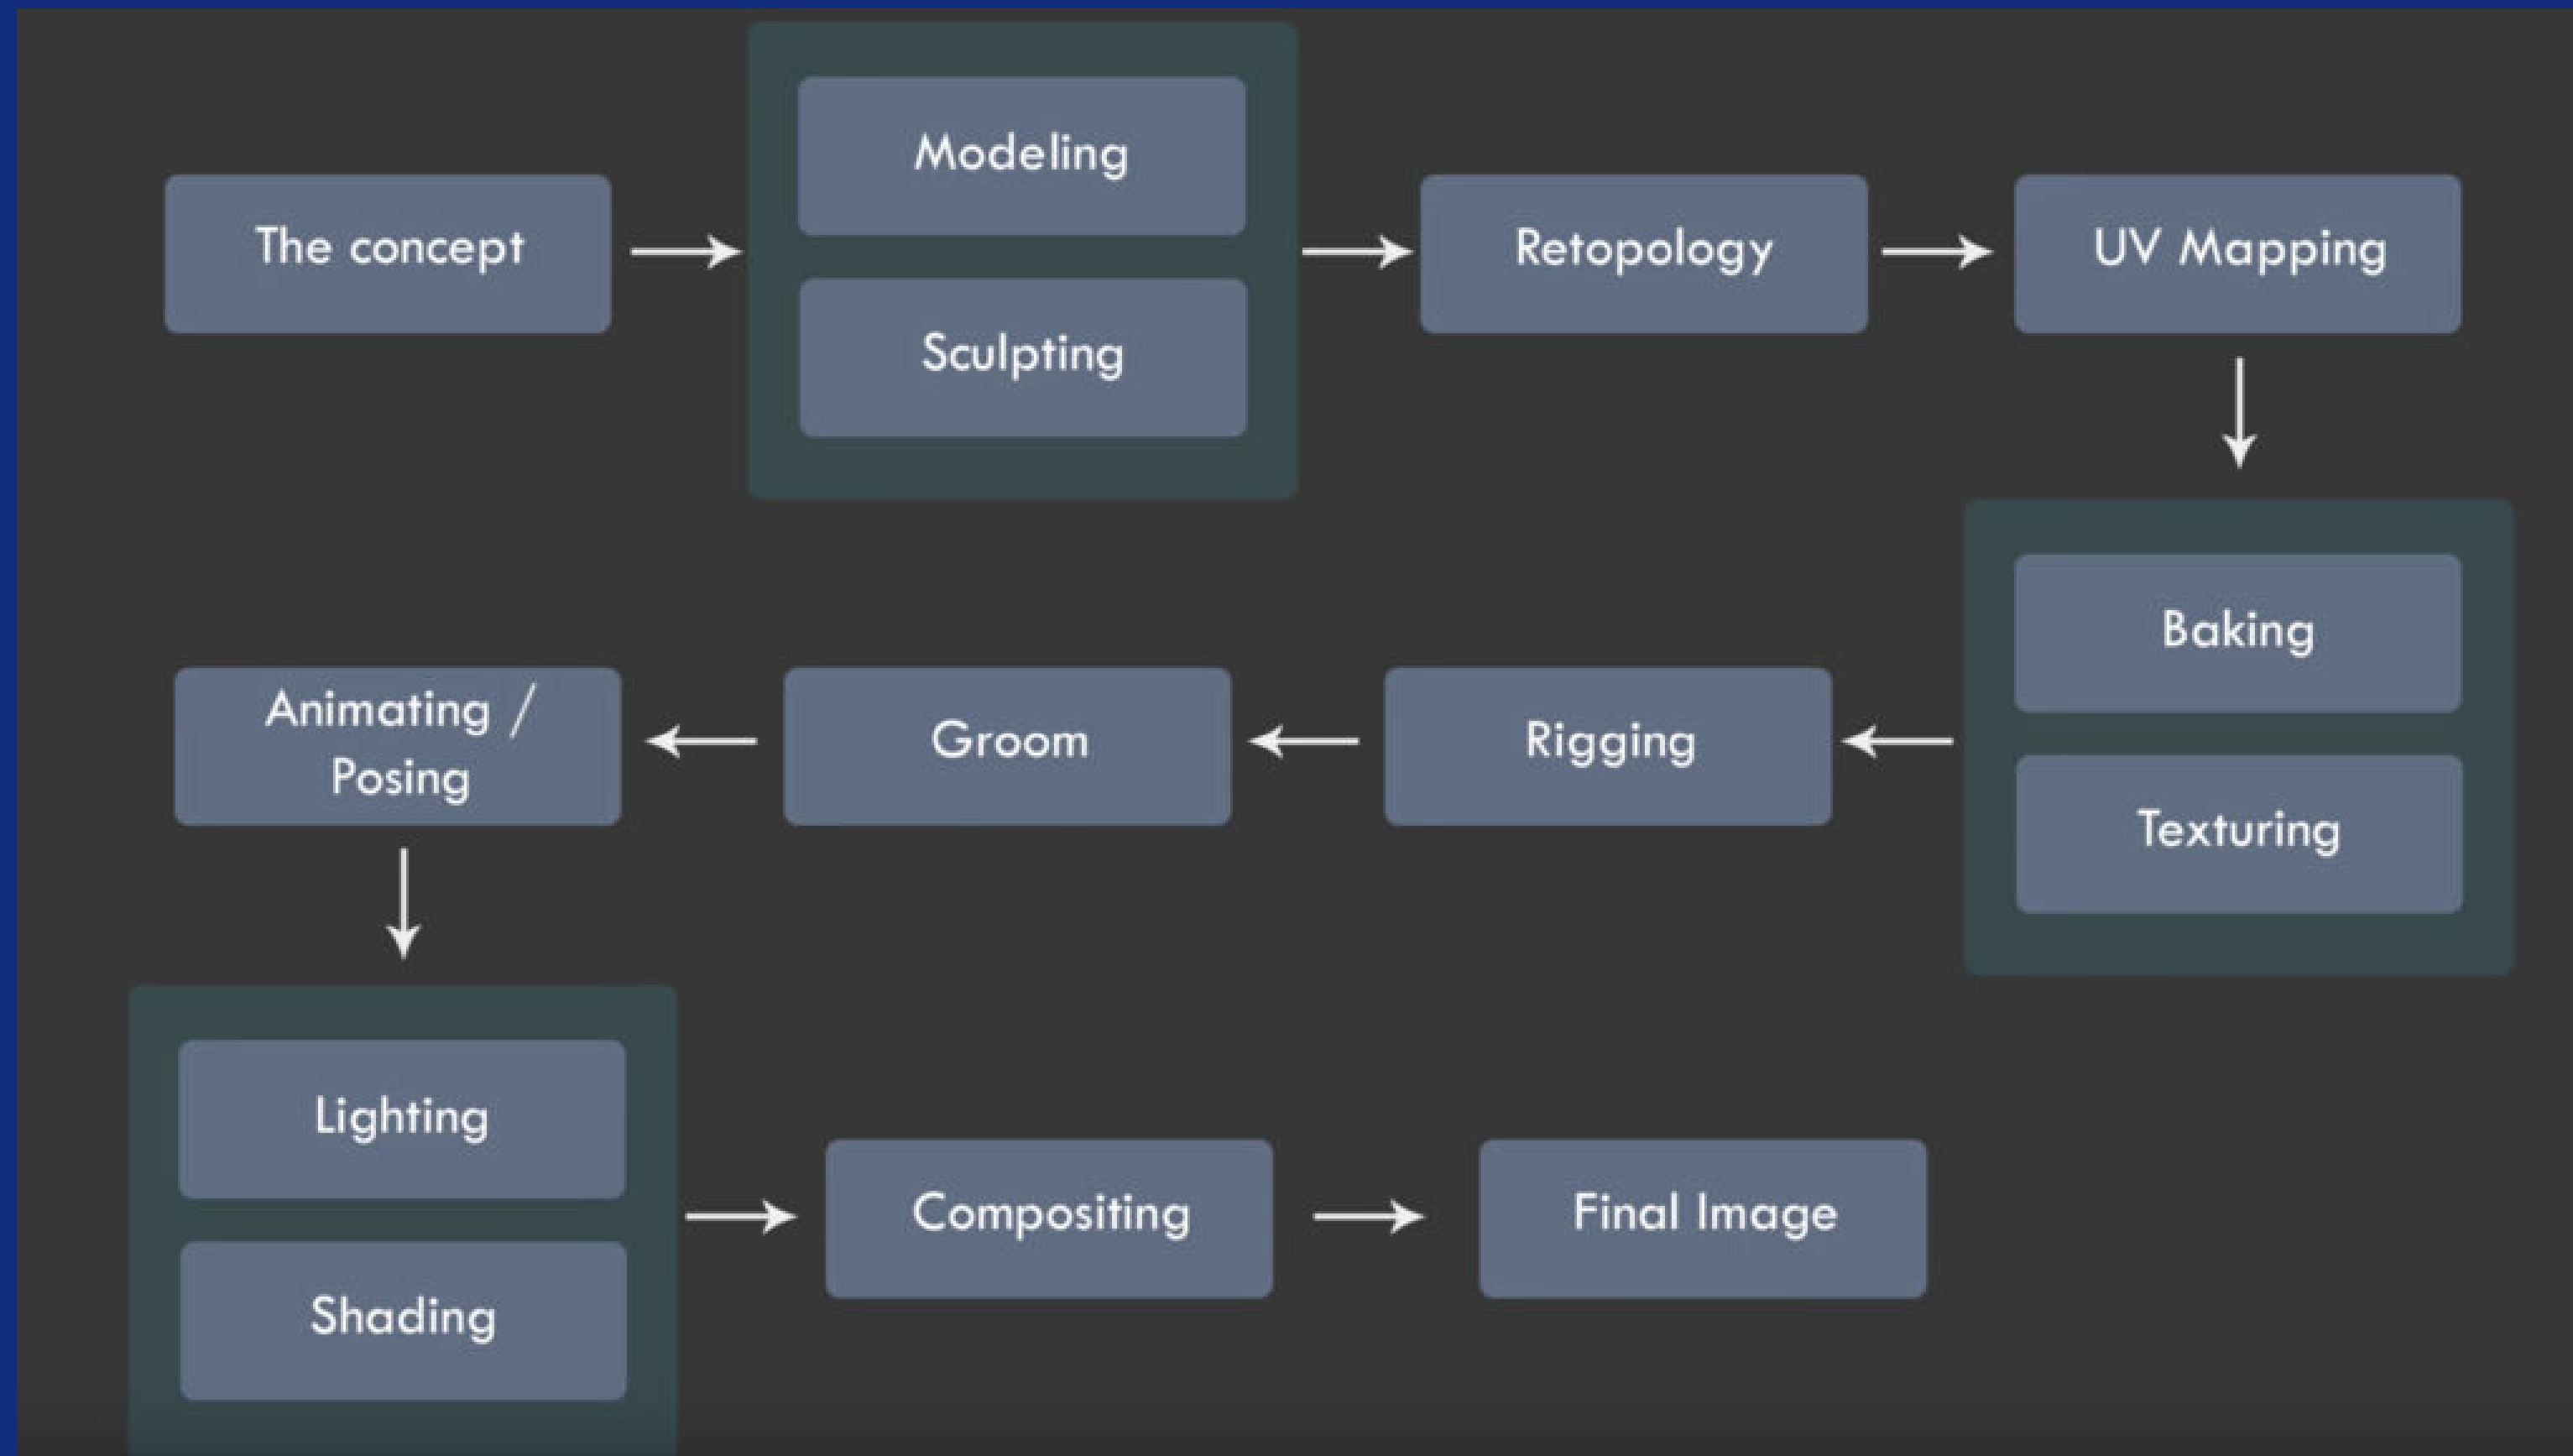 The concept
Modeling
Sculpting
Retopology
UV Mapping
Baking
Texturing
Rigging
Groom
Animating /
Posing
Lighting
Shading
Compositing
Final Image